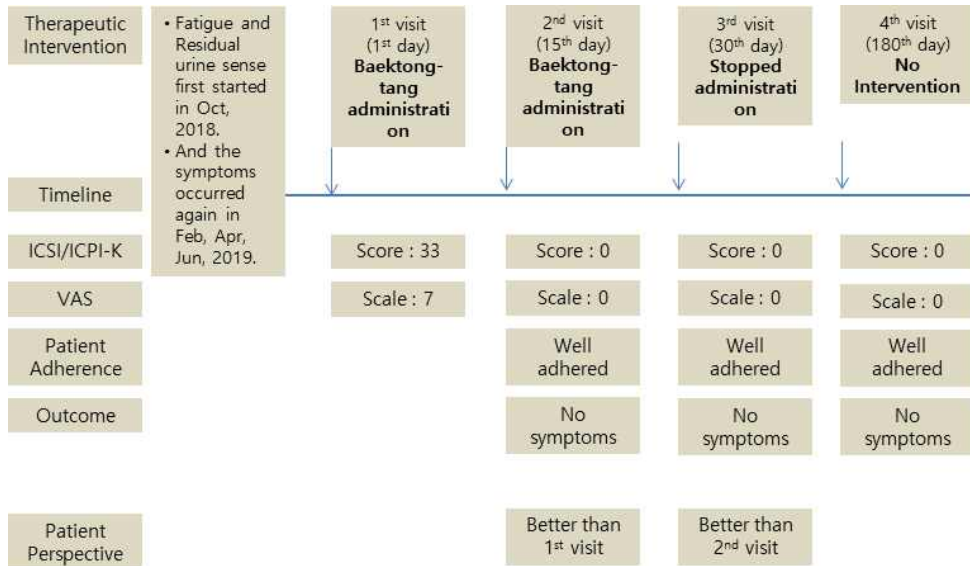 Therapeutic
Intervention
• Fatigue and
Residual
urine sense
first started
in Oct,
2018.
• And the
symptoms
occurred
again in
Feb, Apr,
Jun, 2019.
1st visit
(1st day)
Baektong-
tang
administrati
on
2nd visit
(15th day)
Baektong-
tang
administrati
on
3rd visit
(30th day)
Stopped
administrati
on
4th visit
(180th day)
No
Intervention
Timeline
ICSI/ICPI-K
Score : 33
Score : 0
Score : 0
Score : 0
VAS
Scale : 7
Scale : 0
Scale : 0
Scale : 0
Patient
Adherence
Well
adhered
Well
adhered
Well
adhered
Outcome
No
symptoms
No
symptoms
No
symptoms
Patient
Perspective
Better than
1st visit
Better than
2nd visit